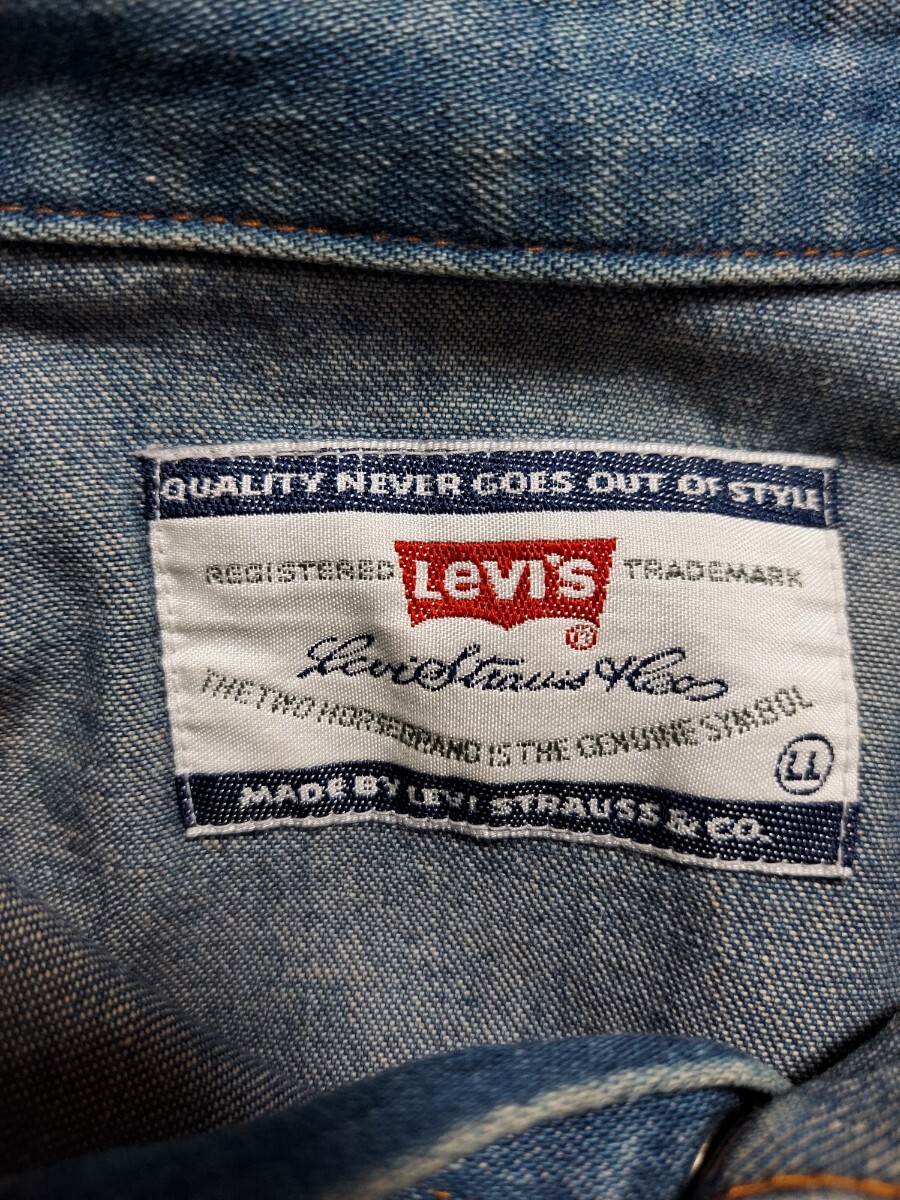 QUALITY NEVER GOES OUT OF STYLE
REGISTERED LEVI'S ® TRADEMARK
Levi Strauss & Co
THE TWO HORSE BRAND IS THE GENUINE SYMBOL
LL
MADE BY LEVI STRAUSS & CO.